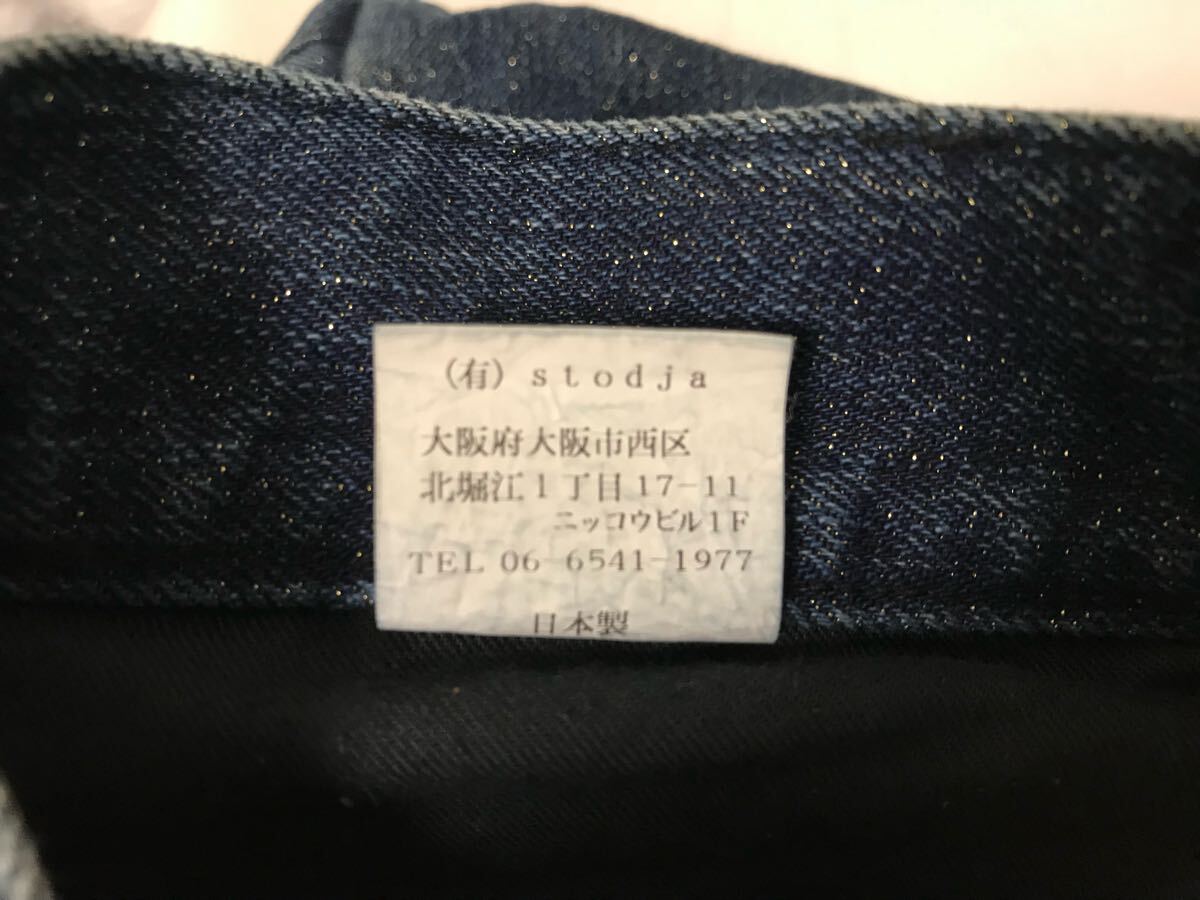 （有）ｓｔｏｄｊａ
大阪府大阪市西区
北堀江１丁目17-11
ニッコウビル１Ｆ
TEL 06-6541-1977
日本製